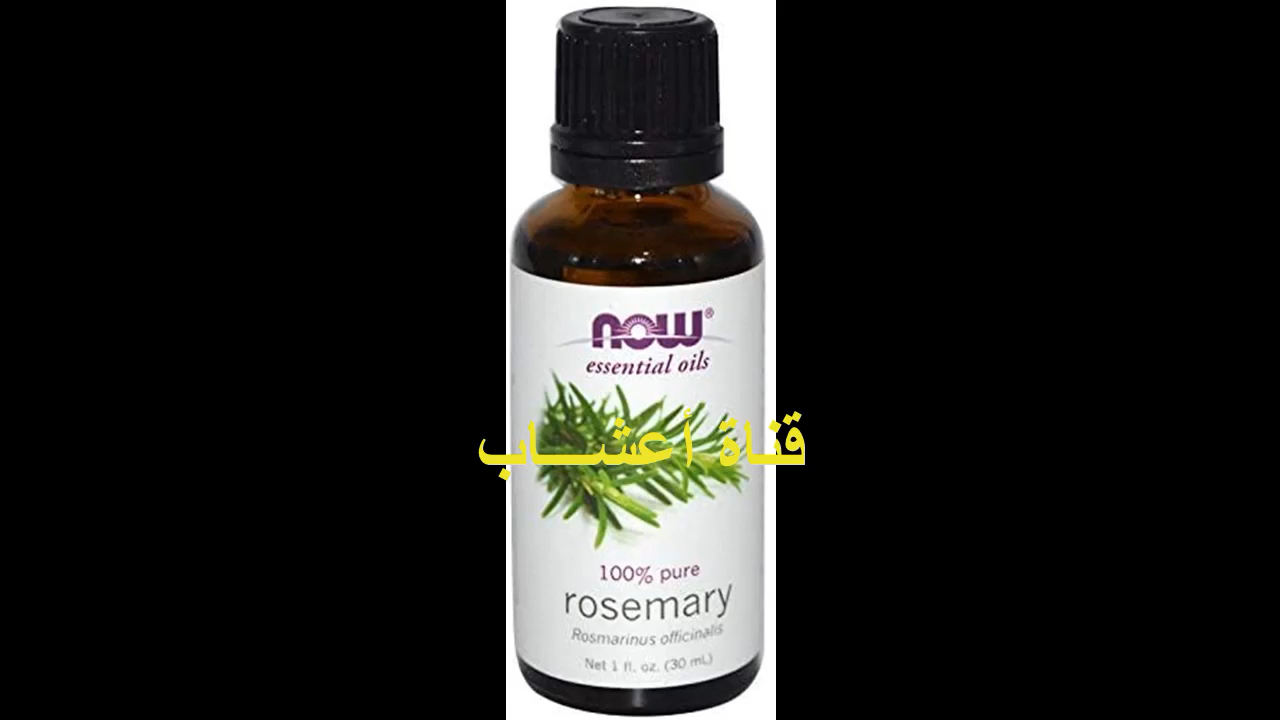 now®
essential oils
قناة أعشاب
100% pure
rosemary
Rosmarinus officinalis
Net 1 fl. oz. (30 mL)